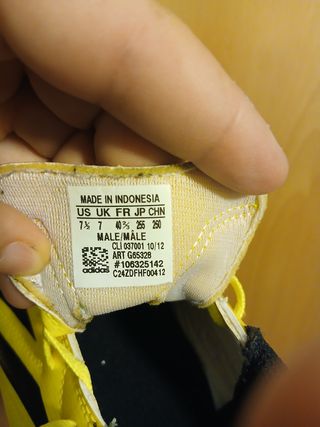 MADE IN INDONESIA
US UK FR JP CHN
7½ 7 40⅔ 255 250
MALE/MÂLE
CLI 037001 10/12
ART G65328
#106325142
adidas C24ZDFHF00412